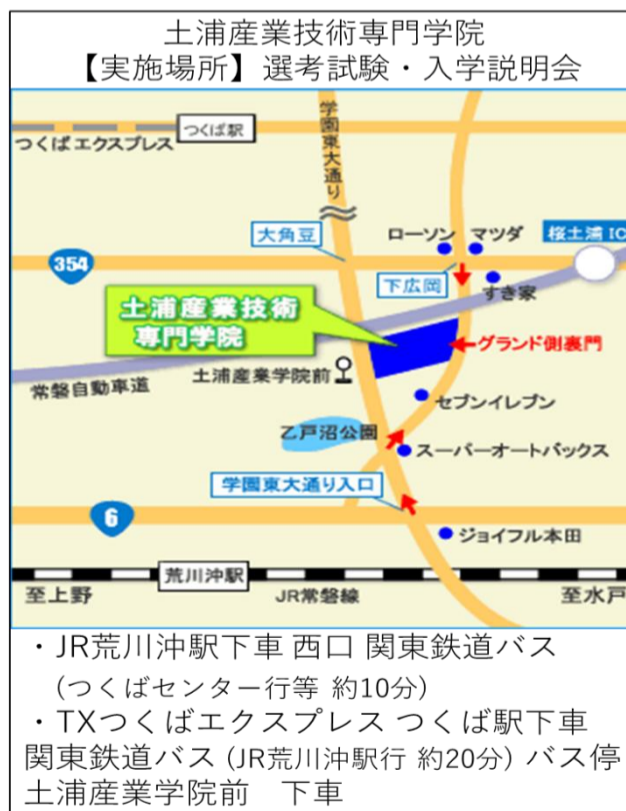 土浦産業技術専門学院
【実施場所】選考試験・入学説明会
つくば駅
つくばエクスプレス
学園東大通り
大角豆
ローソン
マツダ
桜土浦 IC
354
下広岡
すき家
土浦産業技術
専門学院
グランド側裏門
土浦産業学院前
常磐自動車道
セブンイレブン
乙戸沼公園
スーパーオートバックス
学園東大通り入口
6
ジョイフル本田
荒川沖駅
至上野
JR常磐線
至水戸
・JR荒川沖駅下車 西口 関東鉄道バス
(つくばセンター行等 約10分)
・TXつくばエクスプレス つくば駅下車
関東鉄道バス (JR荒川沖駅行 約20分) バス停
土浦産業学院前　下車